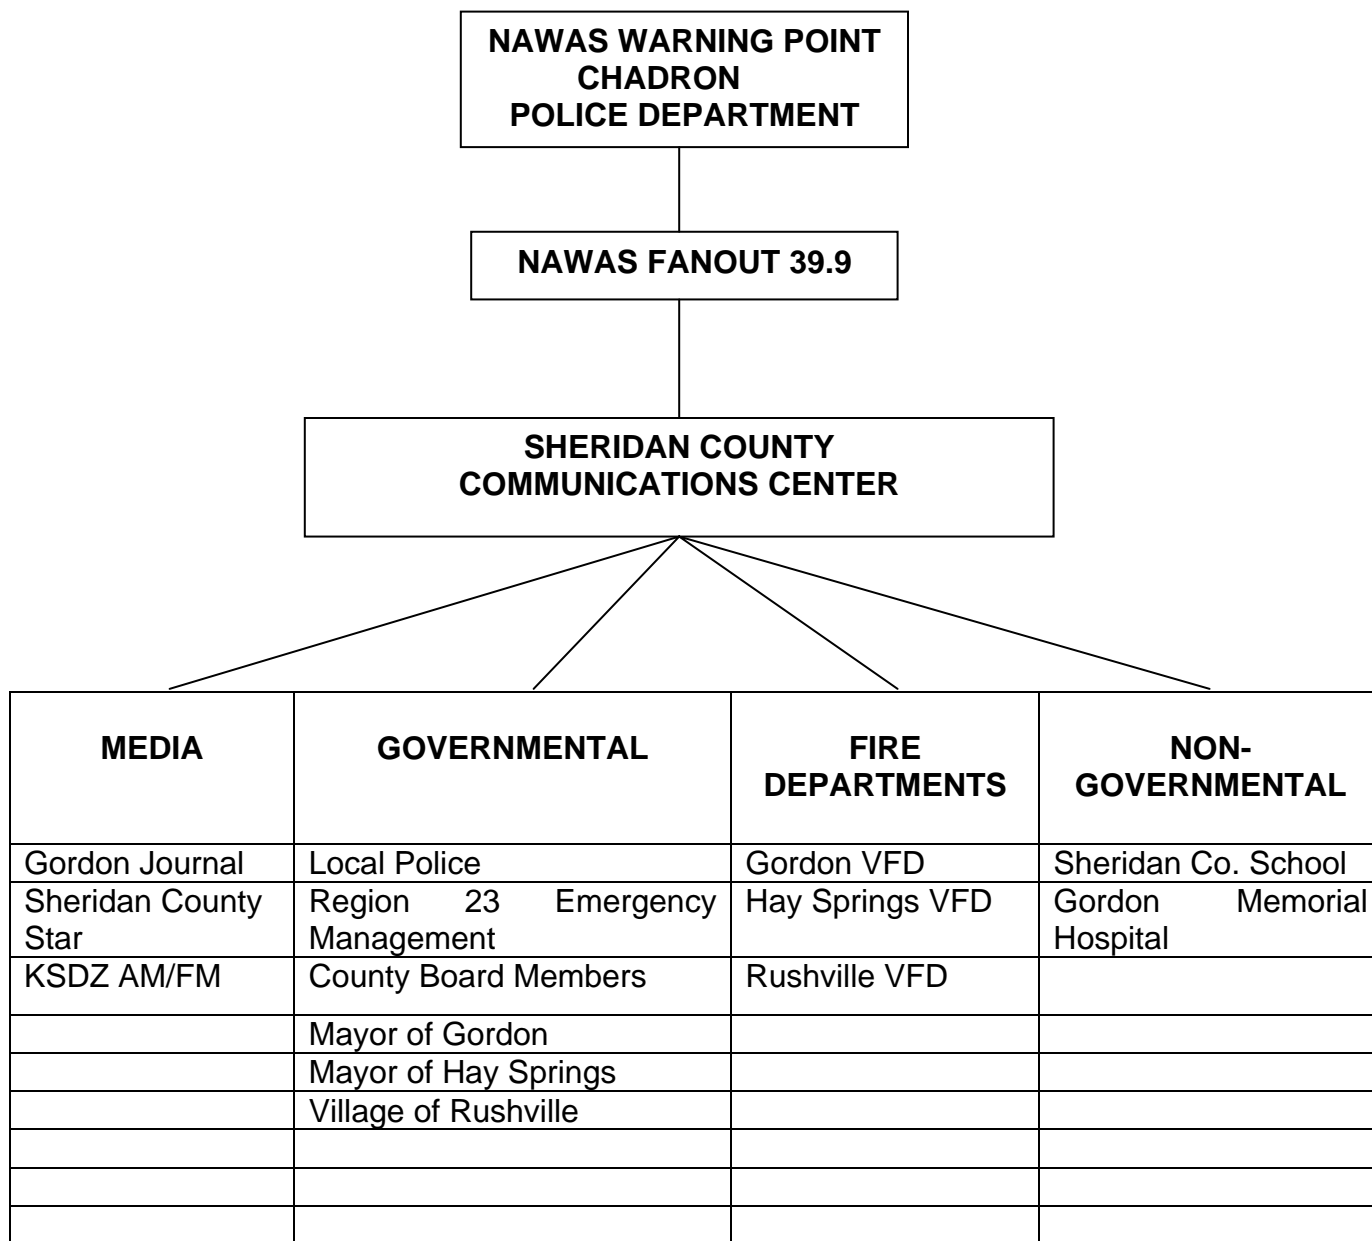 NAWAS WARNING POINT
CHADRON
POLICE DEPARTMENT
NAWAS FANOUT 39.9
SHERIDAN COUNTY
COMMUNICATIONS CENTER
MEDIA
GOVERNMENTAL
FIRE
DEPARTMENTS
NON-
GOVERNMENTAL
Gordon Journal
Local Police
Gordon VFD
Sheridan Co. School
Sheridan County
Star
Region 23 Emergency
Management
Hay Springs VFD
Gordon Memorial
Hospital
KSDZ AM/FM
County Board Members
Rushville VFD
Mayor of Gordon
Mayor of Hay Springs
Village of Rushville